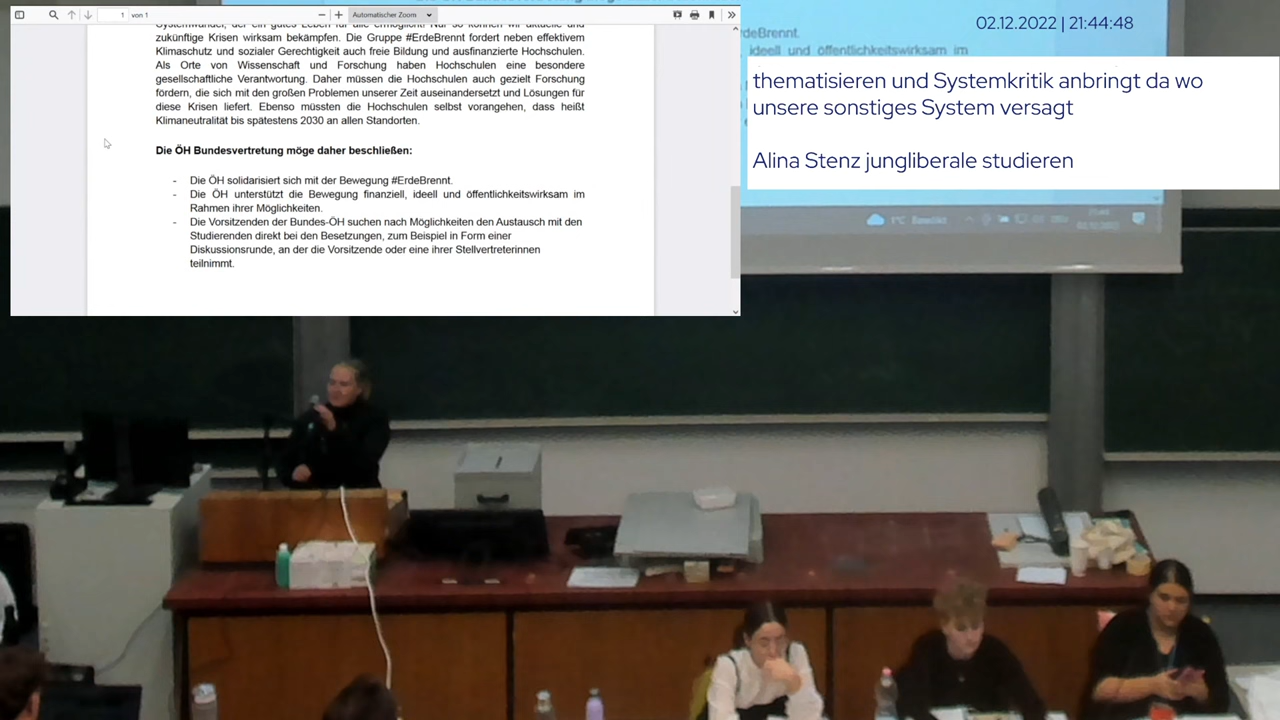 1 von 1
Automatischer Zoom
Systemwandel, der ein gutes Leben für alle ermöglicht! Nur so können wir aktuelle und
zukünftige Krisen wirksam bekämpfen. Die Gruppe #ErdeBrennt fordert neben effektivem
Klimaschutz und sozialer Gerechtigkeit auch freie Bildung und ausfinanzierte Hochschulen.
Als Orte von Wissenschaft und Forschung haben Hochschulen eine besondere
gesellschaftliche Verantwortung. Daher müssen die Hochschulen auch gezielt Forschung
fördern, die sich mit den großen Problemen unserer Zeit auseinandersetzt und Lösungen für
diese Krisen liefert. Ebenso müssten die Hochschulen selbst vorangehen, dass heißt
Klimaneutralität bis spätestens 2030 an allen Standorten.
Die ÖH Bundesvertretung möge daher beschließen:
- Die ÖH solidarisiert sich mit der Bewegung #ErdeBrennt.
- Die ÖH unterstützt die Bewegung finanziell, ideell und öffentlichkeitswirksam im
Rahmen ihrer Möglichkeiten.
- Die Vorsitzenden der Bundes-ÖH suchen nach Möglichkeiten den Austausch mit den
Studierenden direkt bei den Besetzungen, zum Beispiel in Form einer
Diskussionsrunde, an der die Vorsitzende oder eine ihrer Stellvertreterinnen
teilnimmt.
02.12.2022 | 21:44:48
rdeBrennt.
ideell und öffentlichkeitswirksam im
thematisieren und Systemkritik anbringt da wo
unsere sonstiges System versagt
Alina Stenz jungliberale studieren
1°C